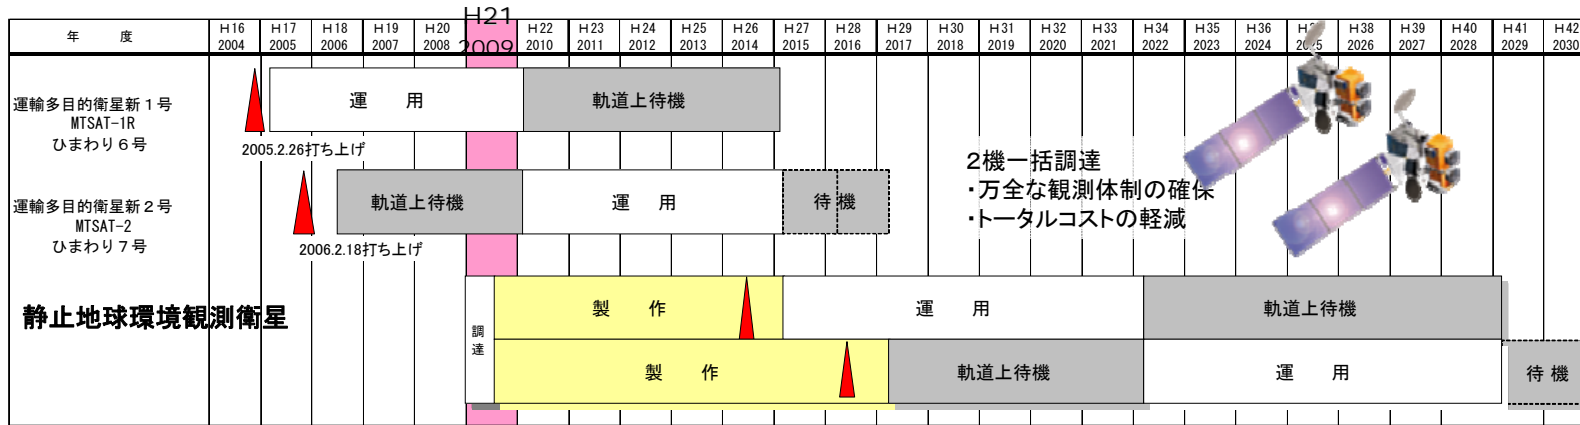 年 度 H16 H17 H18 H19 H20 H21 H22 H23 H24 H25 H26 H27 H28 H29 H30 H31 H32 H33 H34 H35 H36 H38 H39 H40 H41 H42
2004 2005 2006 2007 2008 2009 2010 2011 2012 2013 2014 2015 2016 2017 2018 2019 2020 2021 2022 2023 2024 2026 2027 2028 2029 2030
運輸多目的衛星新1号
MTSAT-1R
ひまわり6号
運 用
軌道上待機
2005.2.26打ち上げ
2機一括調達
・万全な観測体制の確保
・トータルコストの軽減
運輸多目的衛星新2号
MTSAT-2
ひまわり7号
軌道上待機
運 用
待 機
2006.2.18打ち上げ
静止地球環境観測衛星
調達
製 作
運 用
軌道上待機
製 作
軌道上待機
運 用
待 機